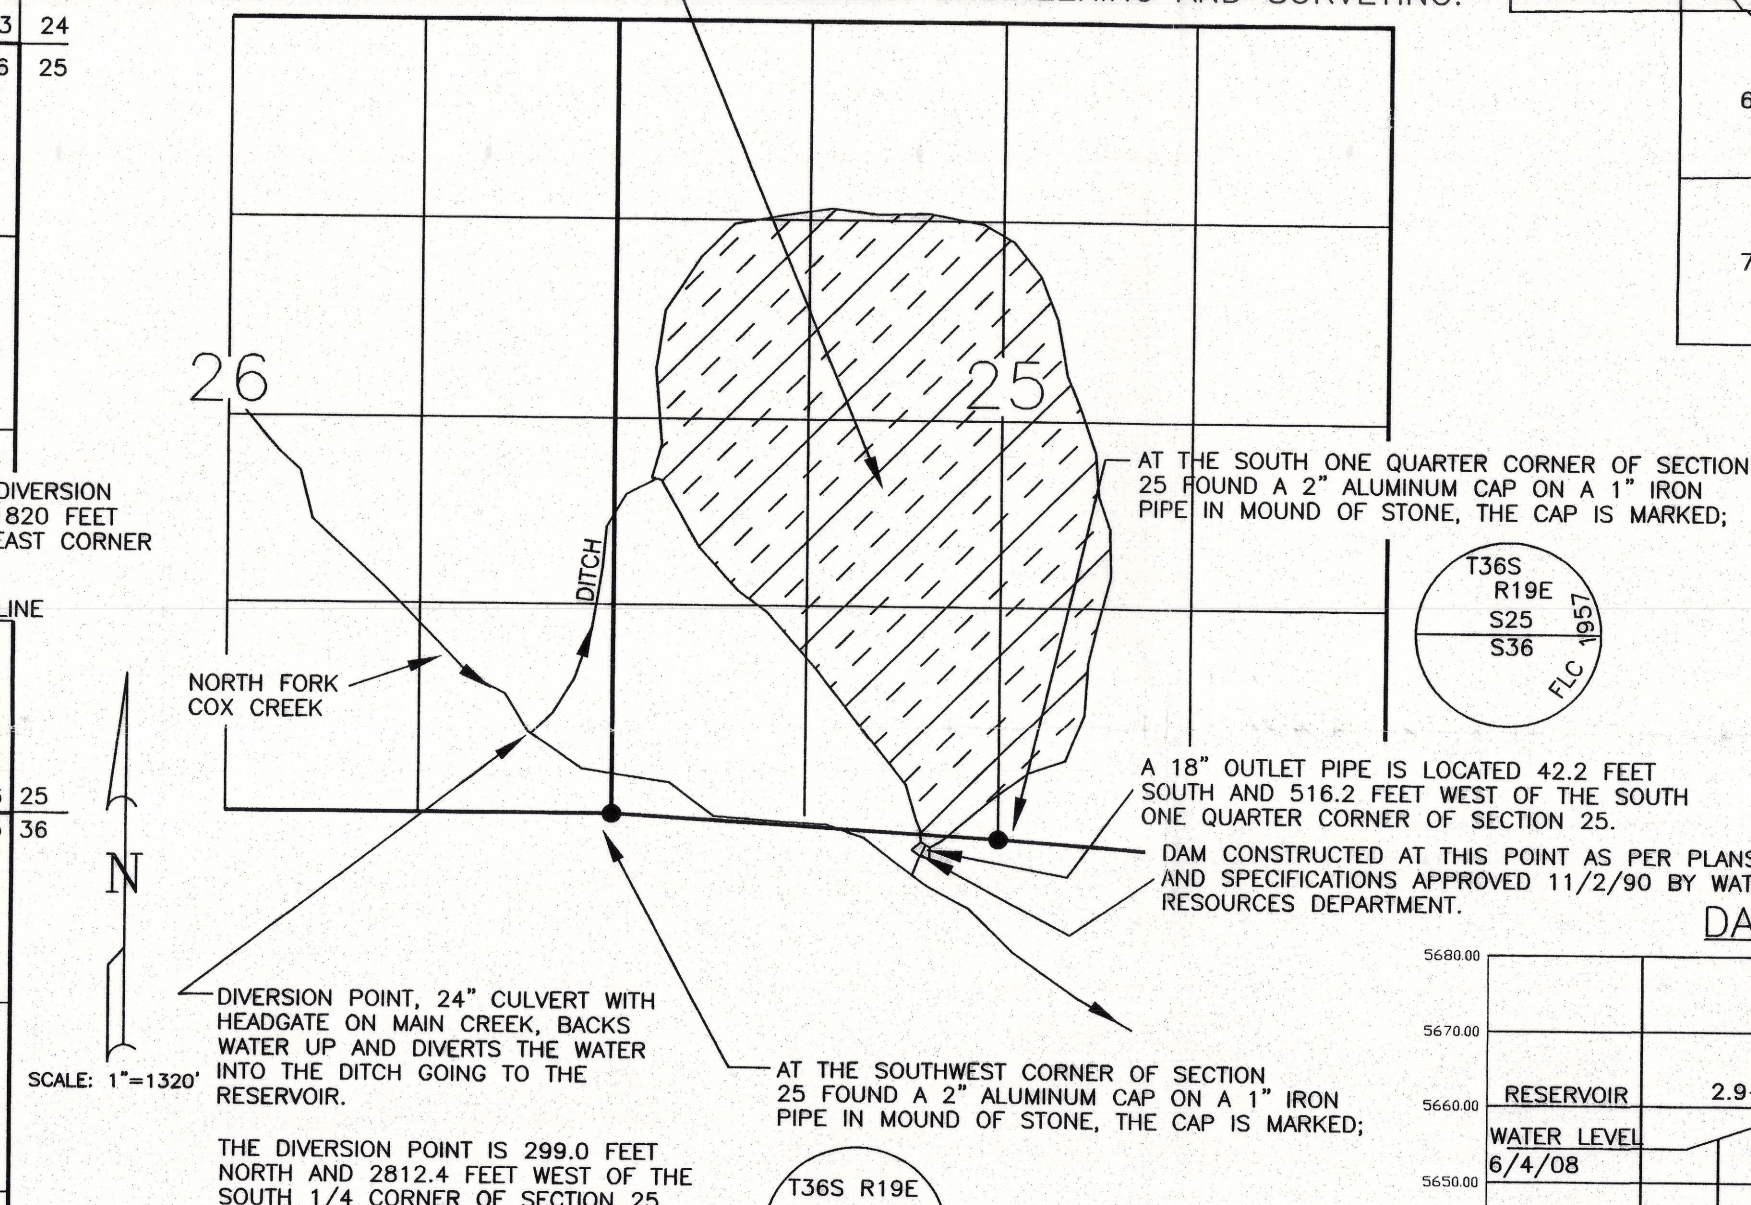 3 24
6 25
26
25
DIVERSION
820 FEET
EAST CORNER
LINE
DITCH
AT THE SOUTH ONE QUARTER CORNER OF SECTION
25 FOUND A 2” ALUMINUM CAP ON A 1” IRON
PIPE IN MOUND OF STONE, THE CAP IS MARKED;
T36S
R19E
S25
S36
FLC 1957
6
7
NORTH FORK
COX CREEK
25
36
N
SCALE: 1"=1320'
A 18” OUTLET PIPE IS LOCATED 42.2 FEET
SOUTH AND 516.2 FEET WEST OF THE SOUTH
ONE QUARTER CORNER OF SECTION 25.
DAM CONSTRUCTED AT THIS POINT AS PER PLANS
AND SPECIFICATIONS APPROVED 11/2/90 BY WAT
RESOURCES DEPARTMENT.
DA
DIVERSION POINT, 24” CULVERT WITH
HEADGATE ON MAIN CREEK, BACKS
WATER UP AND DIVERTS THE WATER
INTO THE DITCH GOING TO THE
RESERVOIR.
THE DIVERSION POINT IS 299.0 FEET
NORTH AND 2812.4 FEET WEST OF THE
SOUTH 1/4 CORNER OF SECTION 25
AT THE SOUTHWEST CORNER OF SECTION
25 FOUND A 2” ALUMINUM CAP ON A 1” IRON
PIPE IN MOUND OF STONE, THE CAP IS MARKED;
T36S R19E
5680.00
5670.00
5660.00
5650.00
RESERVOIR
2.9
WATER LEVEL
6/4/08